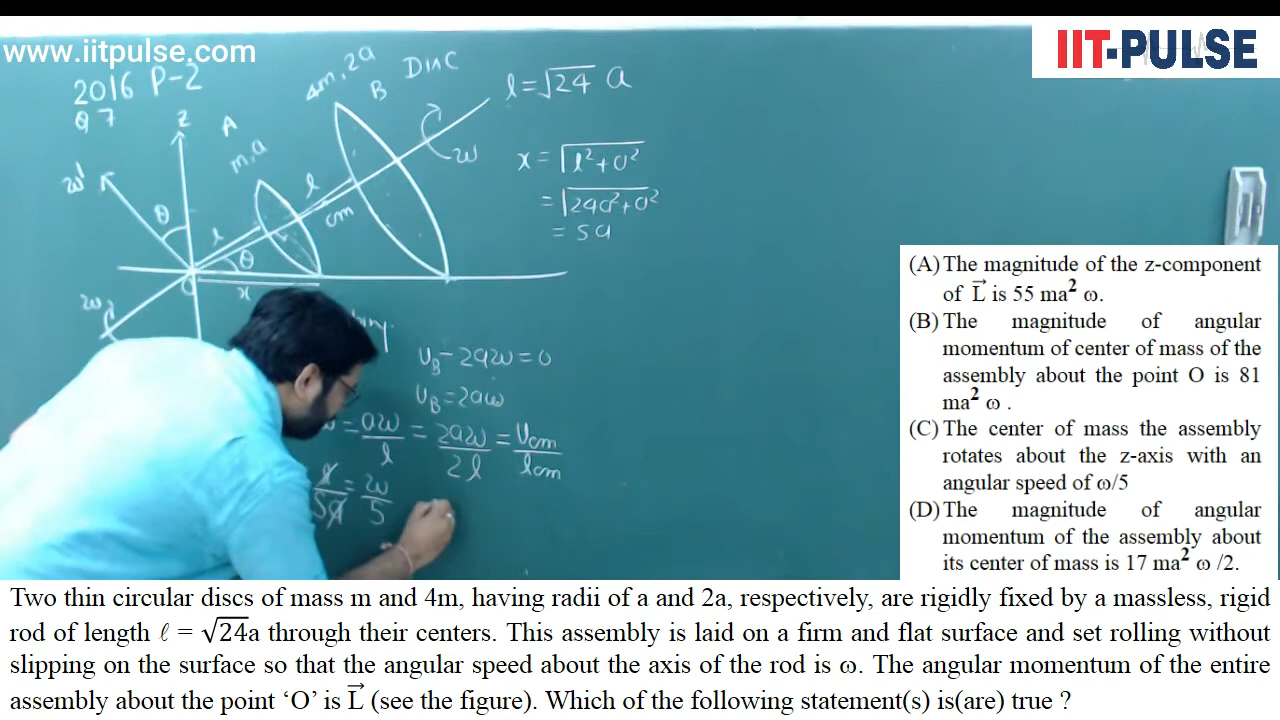 www.iitpulse.com
IIT-PULSE
2016 P-2
Q 7
z
A
m, a
4m, 2a
B
DISC
l = √24 a
ω
ω'
θ
l
l
cm
θ
O
x
ω
x = √l²+a²
= √24a²+a²
= 5a
v_B - 2aω = 0
v_B = 2aω
= aω/l = 2aω/2l = v_cm/l_cm
= ω/5
(A) The magnitude of the z-component
of L⃗ is 55 ma² ω.
(B) The magnitude of angular
momentum of center of mass of the
assembly about the point O is 81
ma² ω .
(C) The center of mass the assembly
rotates about the z-axis with an
angular speed of ω/5
(D) The magnitude of angular
momentum of the assembly about
its center of mass is 17 ma² ω /2.
Two thin circular discs of mass m and 4m, having radii of a and 2a, respectively, are rigidly fixed by a massless, rigid
rod of length ℓ = √24a through their centers. This assembly is laid on a firm and flat surface and set rolling without
slipping on the surface so that the angular speed about the axis of the rod is ω. The angular momentum of the entire
assembly about the point ‘O’ is L⃗ (see the figure). Which of the following statement(s) is(are) true ?